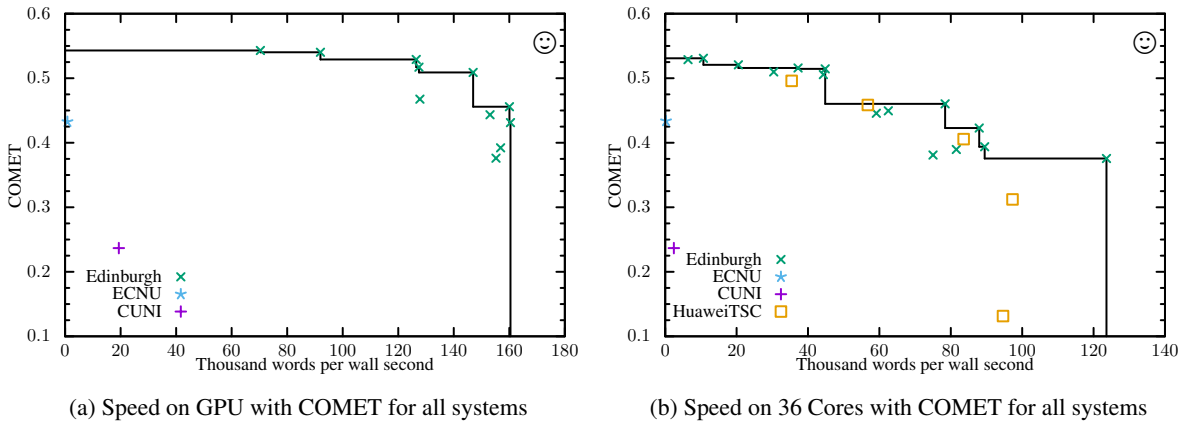 0.6
0.5
0.4
0.3
0.2
0.1
COMET
0 20 40 60 80 100 120 140 160 180
Thousand words per wall second
Edinburgh
ECNU
CUNI
(a) Speed on GPU with COMET for all systems
0.6
0.5
0.4
0.3
0.2
0.1
COMET
0 20 40 60 80 100 120 140
Thousand words per wall second
Edinburgh
ECNU
CUNI
HuaweiTSC
(b) Speed on 36 Cores with COMET for all systems